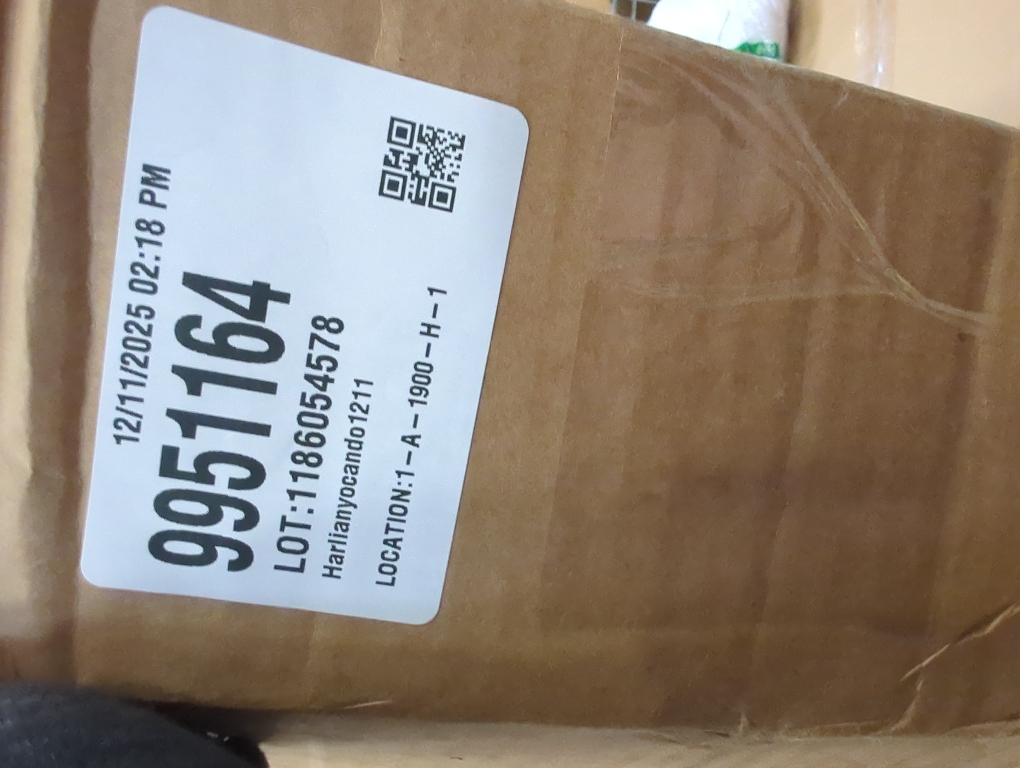 12/11/2025 02:18 PM
9951164
LOT:1186054578
Harlianyocando1211
LOCATION:1-A-1900-H-1